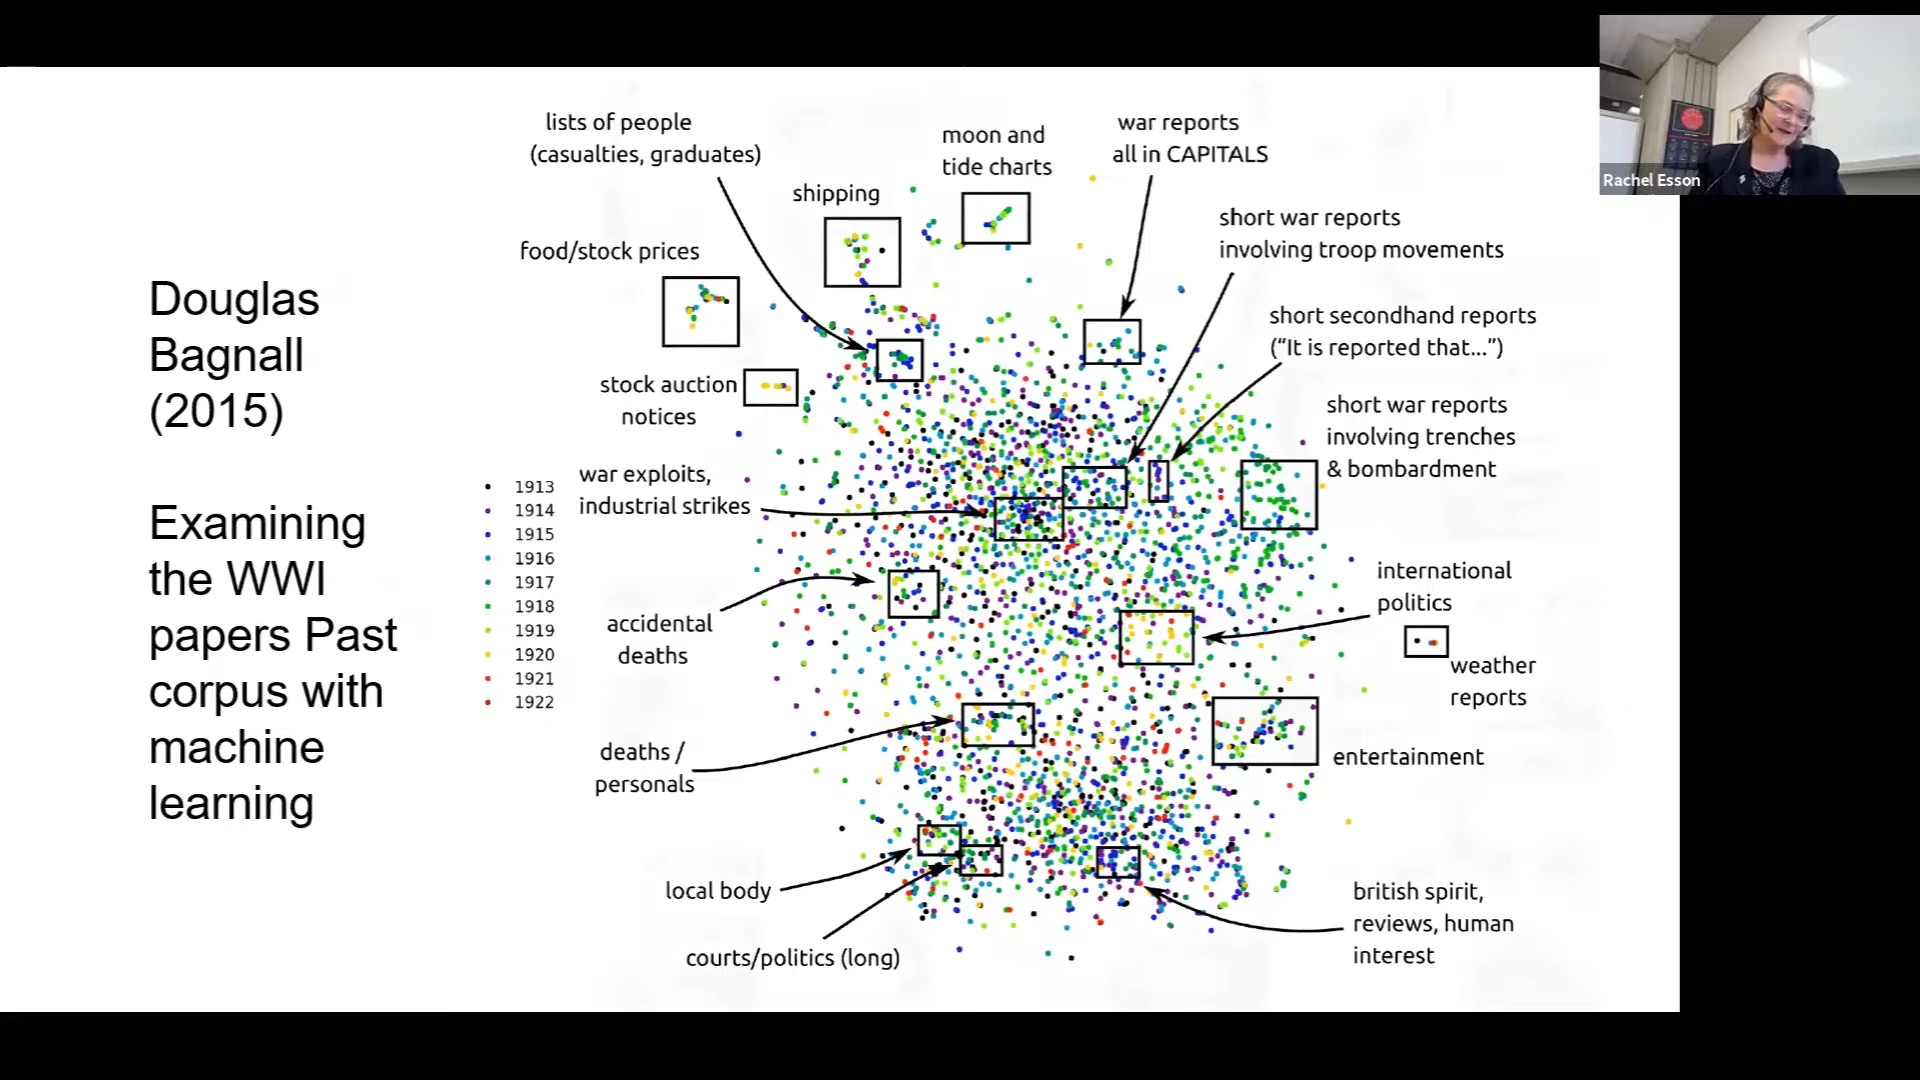 Douglas
Bagnall
(2015)
Examining
the WWI
papers Past
corpus with
machine
learning
1913
1914
1915
1916
1917
1918
1919
1920
1921
1922
lists of people
(casualties, graduates)
shipping
moon and
tide charts
war reports
all in CAPITALS
food/stock prices
short war reports
involving troop movements
short secondhand reports
(“It is reported that...”)
stock auction
notices
short war reports
involving trenches
& bombardment
war exploits,
industrial strikes
international
politics
accidental
deaths
weather
reports
deaths /
personals
entertainment
local body
courts/politics (long)
british spirit,
reviews, human
interest
Rachel Esson